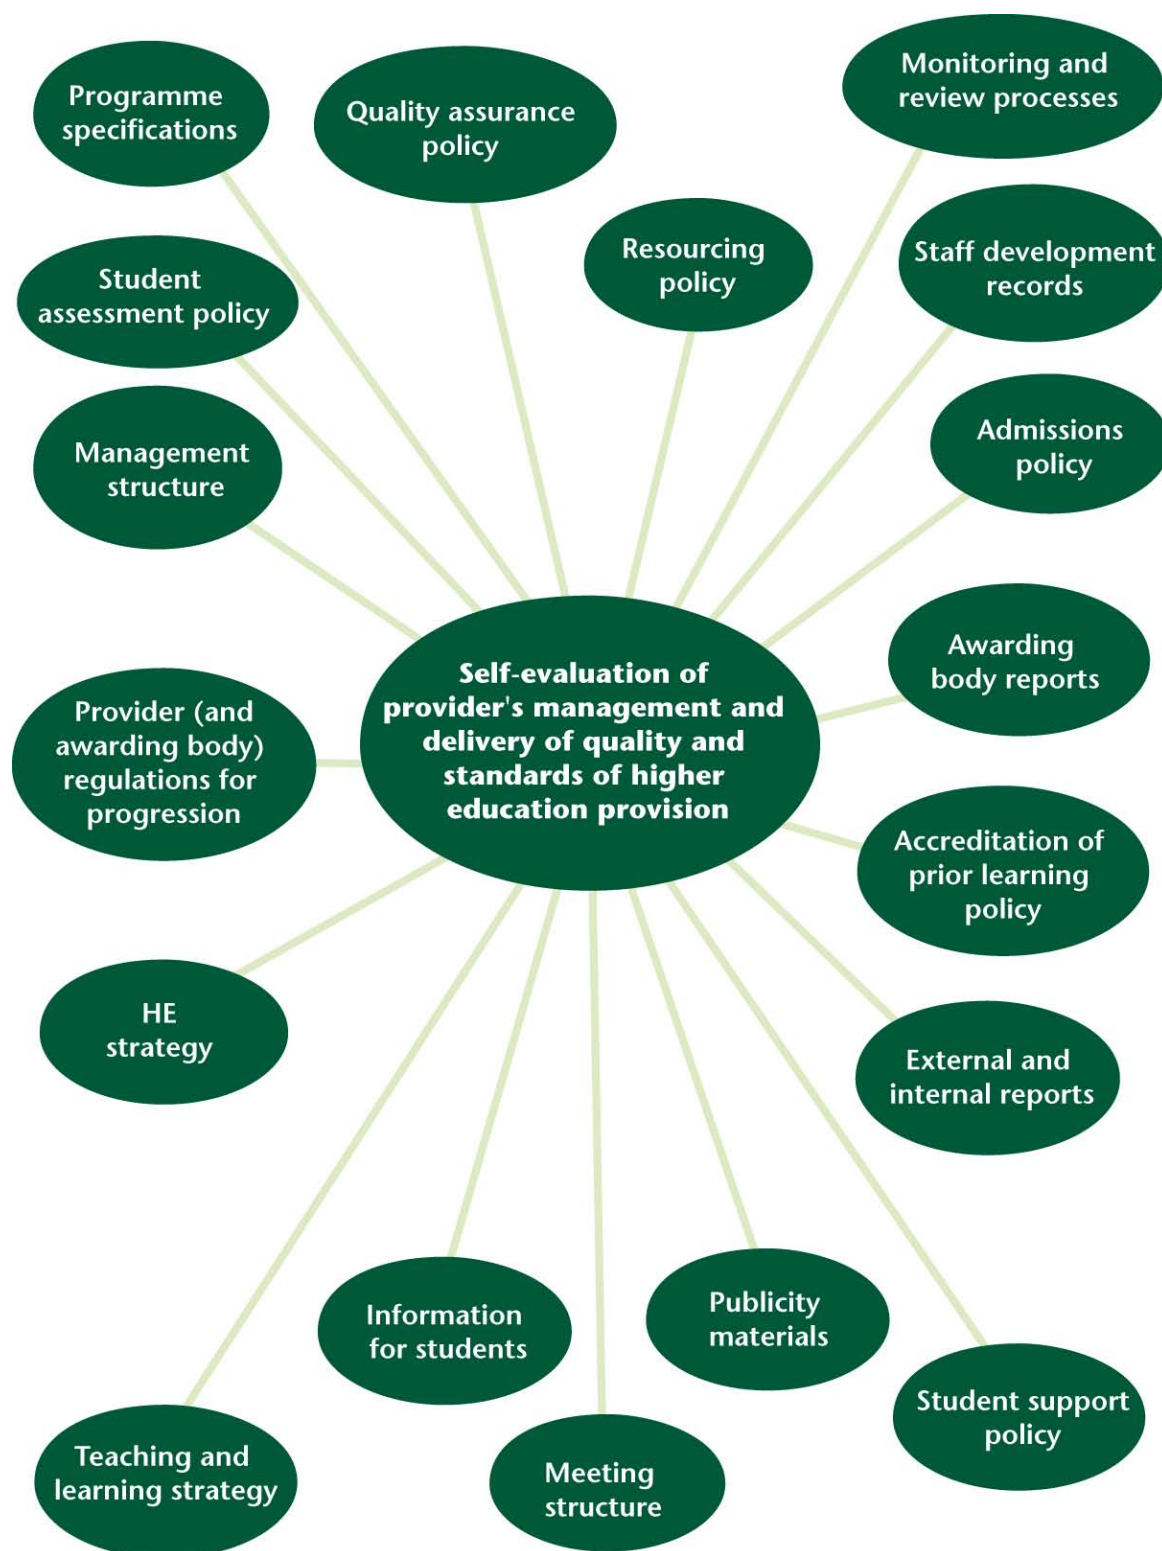 Programme
specifications
Quality assurance
policy
Monitoring and
review processes
Resourcing
policy
Staff development
records
Student
assessment policy
Management
structure
Admissions
policy
Self-evaluation of
provider's management and
delivery of quality and
standards of higher
education provision
Awarding
body reports
Provider (and
awarding body)
regulations for
progression
Accreditation of
prior learning
policy
HE
strategy
External and
internal reports
Information
for students
Publicity
materials
Student support
policy
Teaching and
learning strategy
Meeting
structure